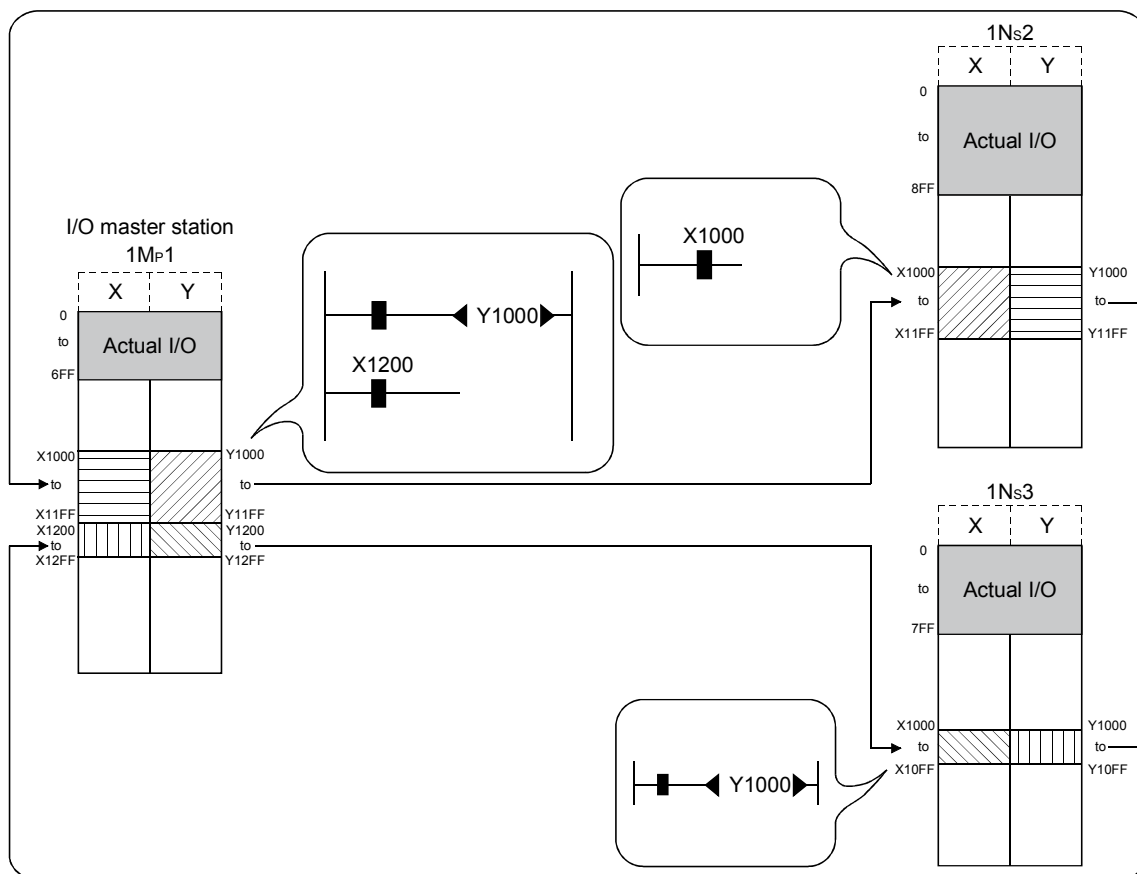 I/O master station
1MP1
X Y
0
to
6FF
Actual I/O
X1000
to
X11FF
X1200
to
X12FF
Y1000
to
Y11FF
Y1200
to
Y12FF
Y1000
X1200
X1000
1NS2
X Y
0
to
8FF
Actual I/O
X1000
to
X11FF
Y1000
to
Y11FF
1NS3
X Y
0
to
7FF
Actual I/O
X1000
to
X10FF
Y1000
to
Y10FF
Y1000